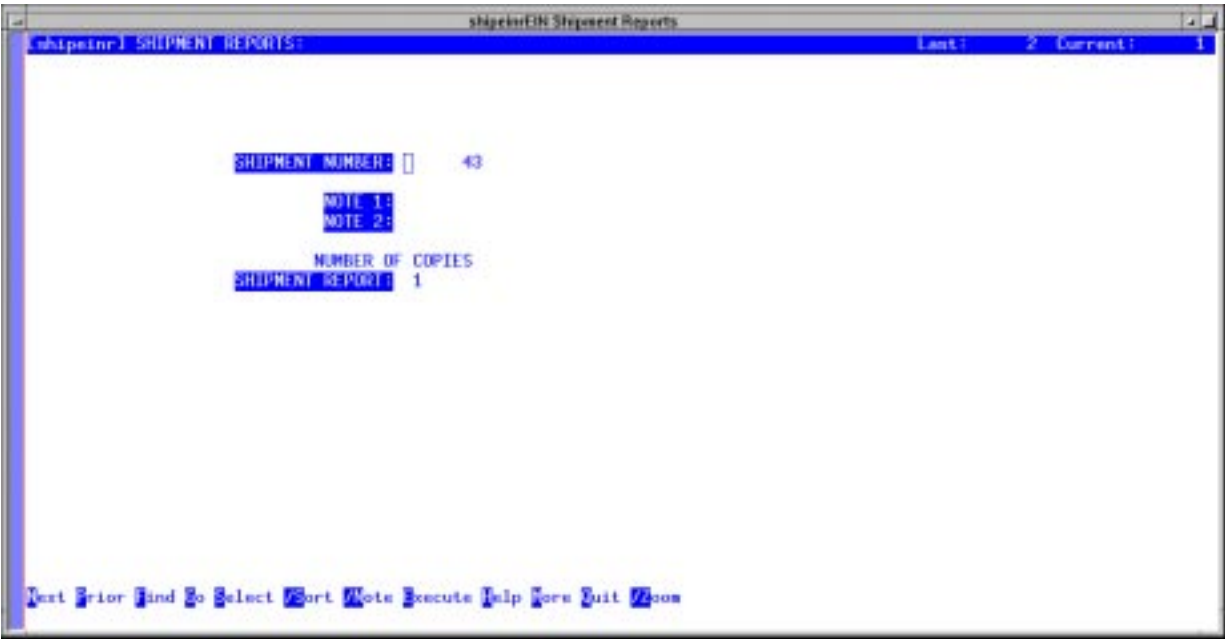 shipeinrEIN Shipment Reports
[shipeinr] SHIPMENT REPORTS: Last: 2 Current: 1
SHIPMENT NUMBER: 43
NOTE 1:
NOTE 2:
NUMBER OF COPIES
SHIPMENT REPORT: 1
Next Prior Find Go Select /Sort /Note Execute Help More Quit /Zoom